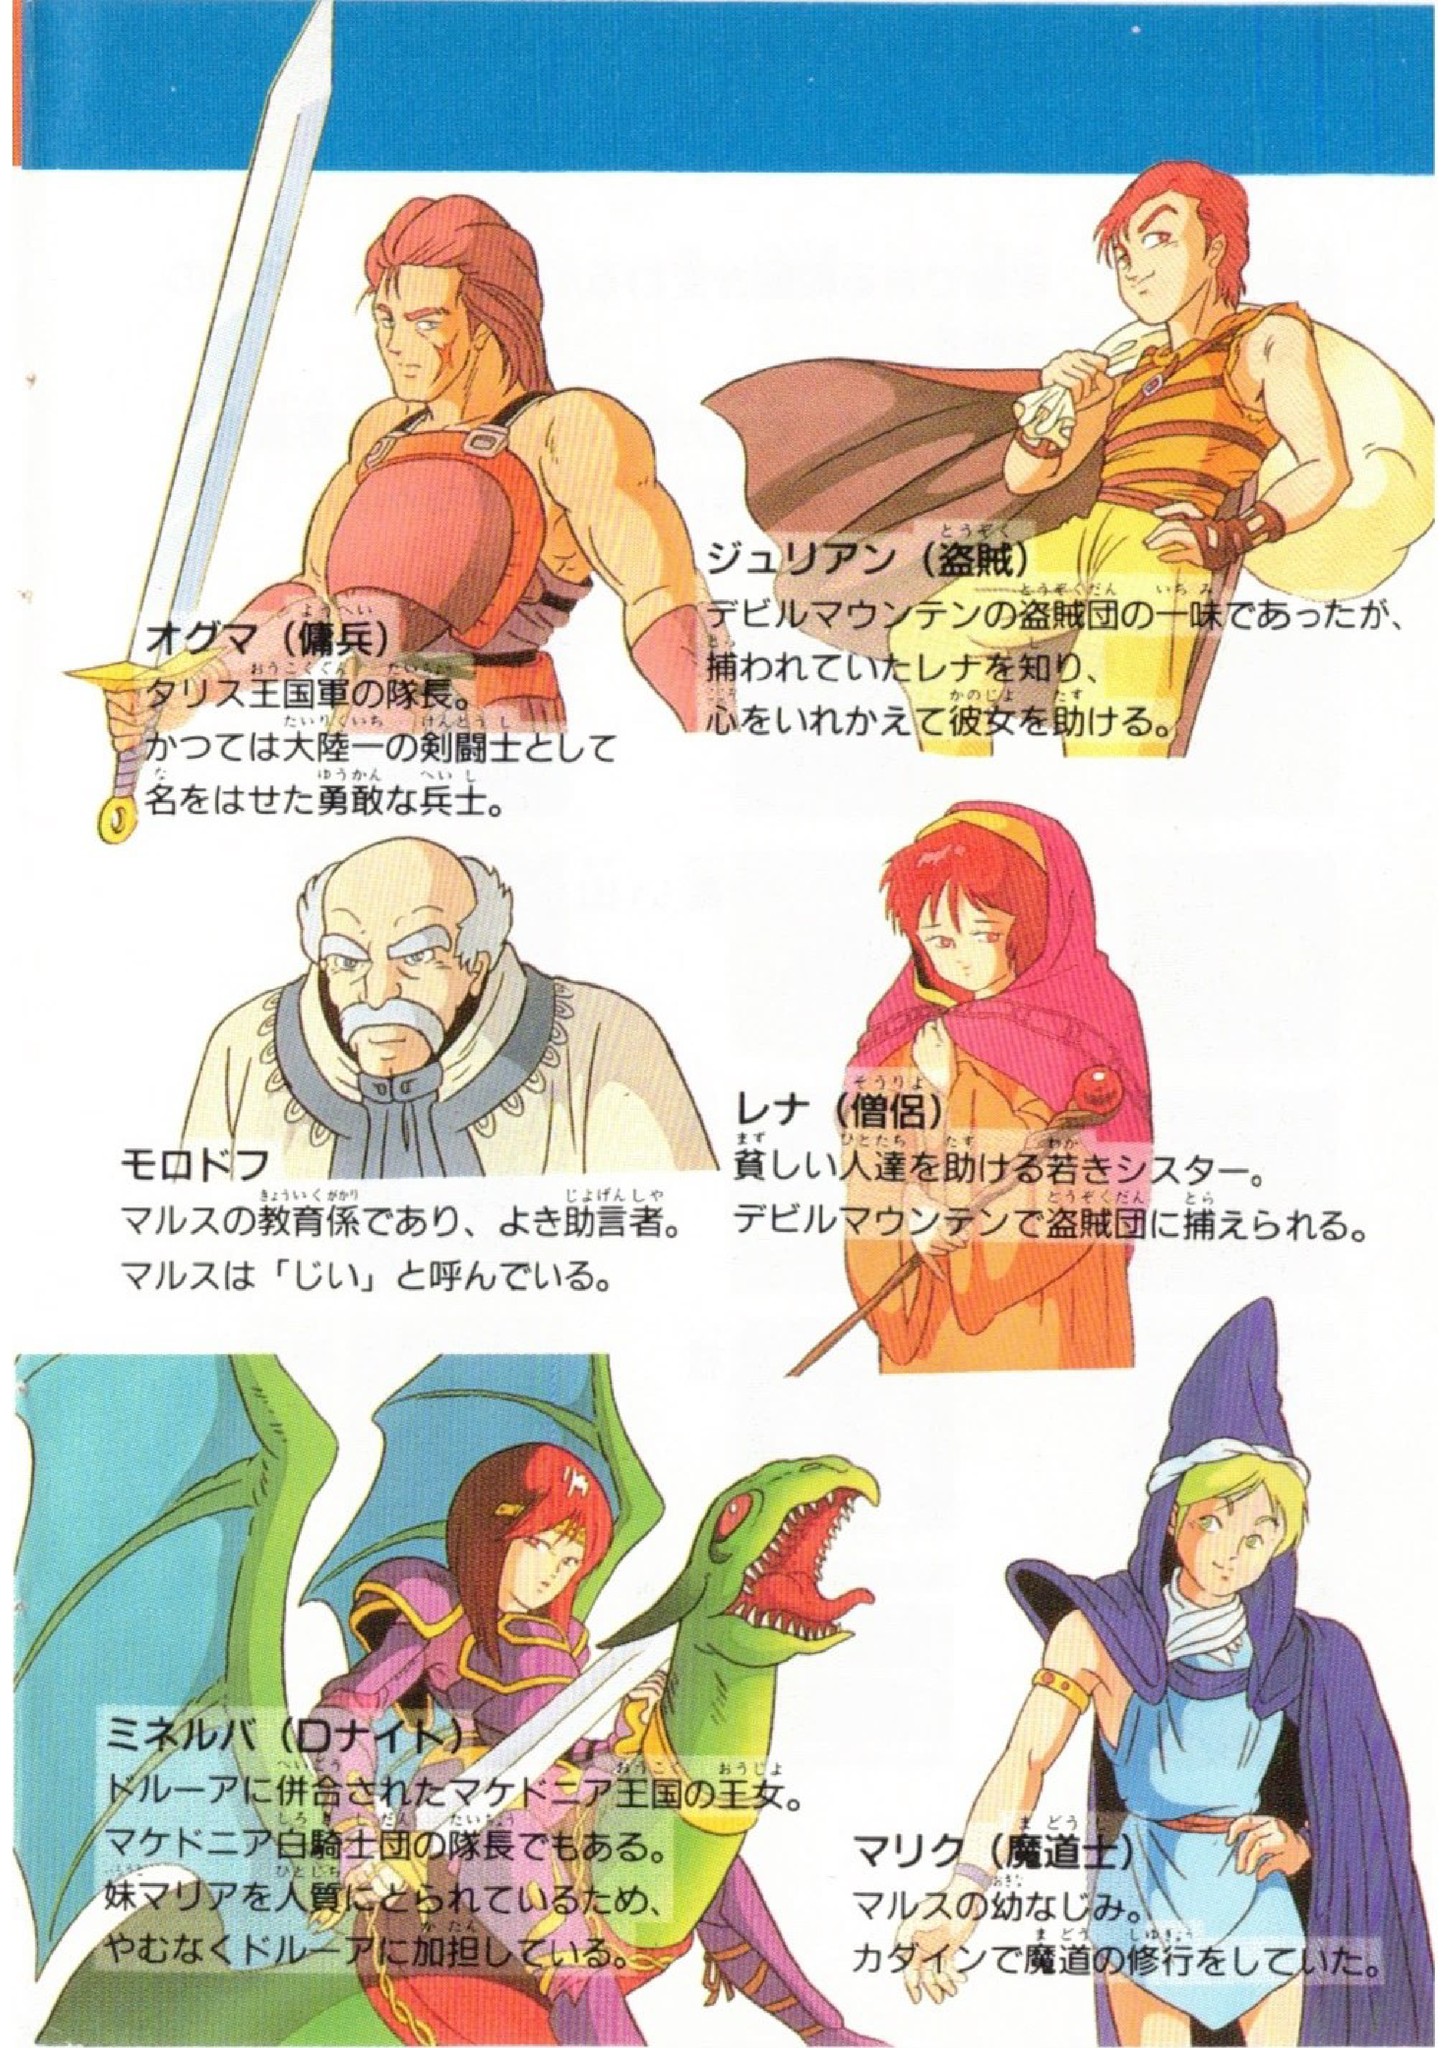 オグマ（傭兵）
タリス王国軍の隊長。
かつては大陸一の剣闘士として
名をはせた勇敢な兵士。
ジュリアン（盗賊）
デビルマウンテンの盗賊団の一味であったが、
捕われていたレナを知り、
心をいれかえて彼女を助ける。
モロドフ
マルスの教育係であり、よき助言者。
マルスは「じい」と呼んでいる。
レナ（僧侶）
貧しい人達を助ける若きシスター。
デビルマウンテンで盗賊団に捕えられる。
ミネルバ（Dナイト）
ドルーアに併合されたマケドニア王国の王女。
マケドニア白騎士団の隊長でもある。
妹マリアを人質にとられているため、
やむなくドルーアに加担している。
マリク（魔道士）
マルスの幼なじみ。
カダインで魔道の修行をしていた。